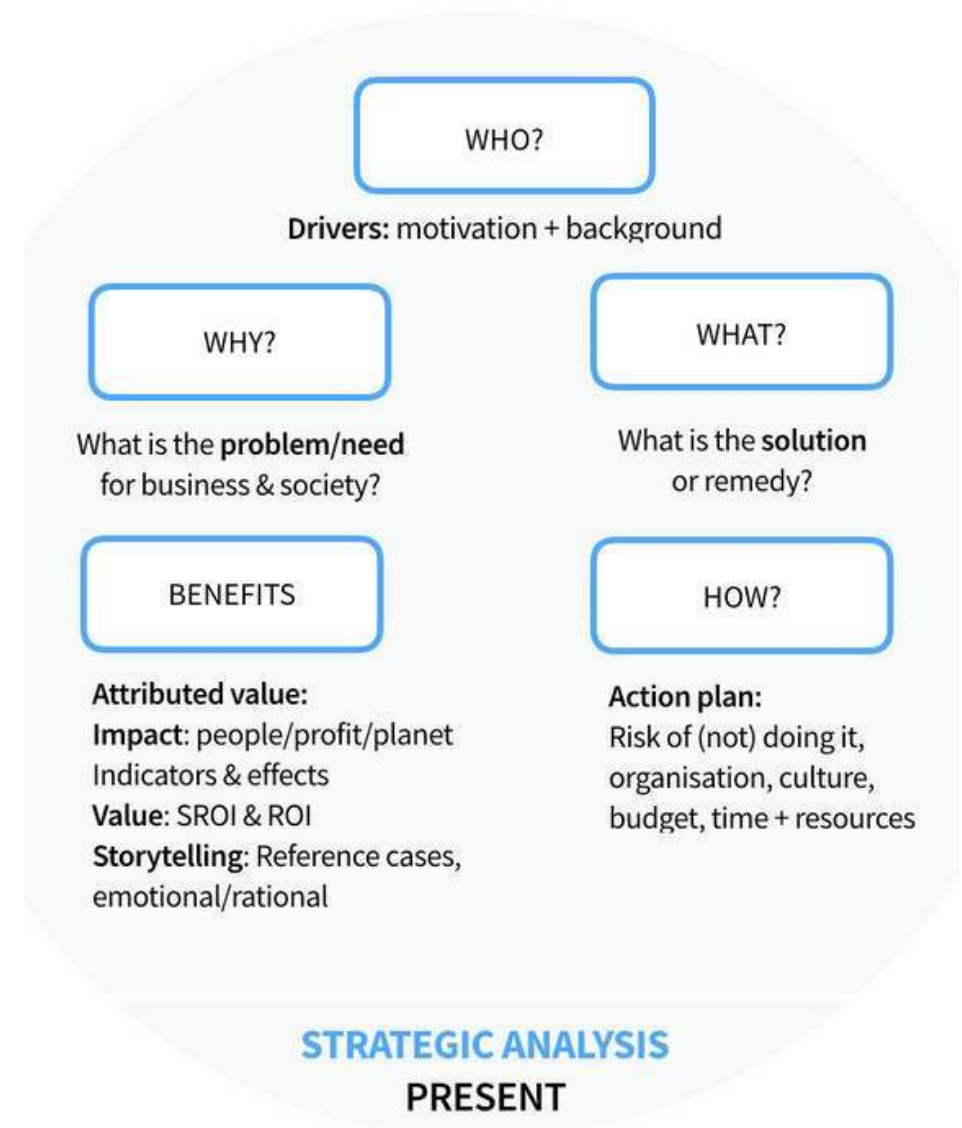 WHO?
Drivers: motivation + background
WHY?
What is the problem/need
for business & society?
WHAT?
What is the solution
or remedy?
BENEFITS
Attributed value:
Impact: people/profit/planet
Indicators & effects
Value: SROI & ROI
Storytelling: Reference cases,
emotional/rational
HOW?
Action plan:
Risk of (not) doing it,
organisation, culture,
budget, time + resources
STRATEGIC ANALYSIS
PRESENT